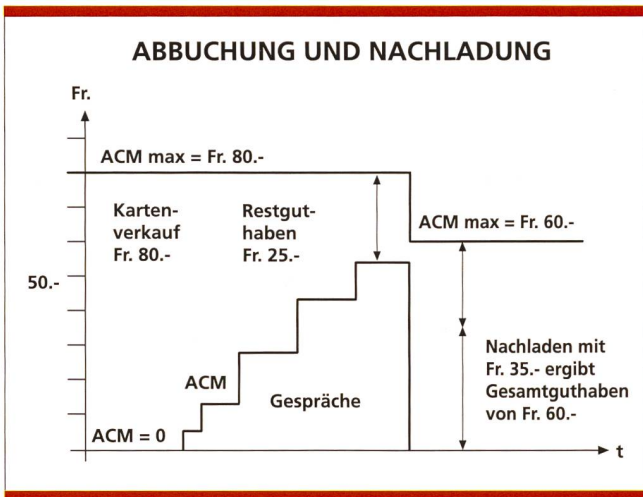 ABBUCHUNG UND NACHLADUNG
Fr.
ACM max = Fr. 80.-
Karten-
verkauf
Fr. 80.-
Restgut-
haben
Fr. 25.-
ACM max = Fr. 60.-
50.-
ACM
Gespräche
Nachladen mit
Fr. 35.- ergibt
Gesamtguthaben
von Fr. 60.-
ACM = 0
t